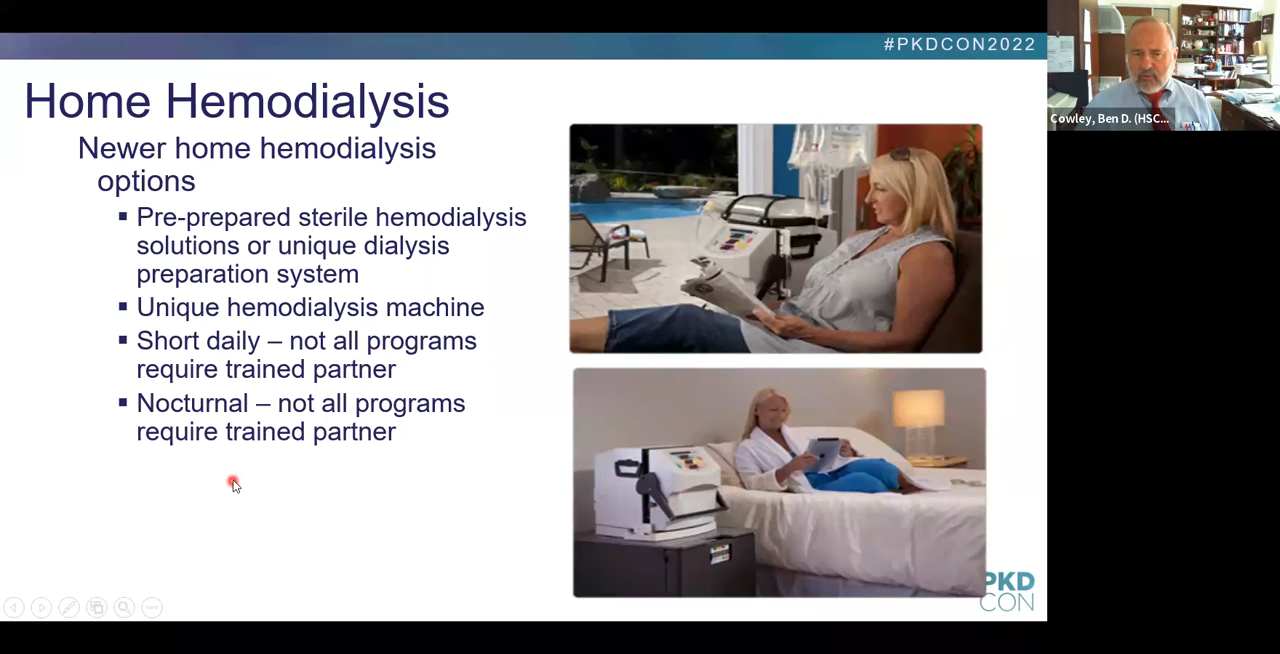 #PKDCON2022
Cowley, Ben D. (HSC...
Home Hemodialysis
Newer home hemodialysis
options
▪ Pre-prepared sterile hemodialysis
solutions or unique dialysis
preparation system
▪ Unique hemodialysis machine
▪ Short daily – not all programs
require trained partner
▪ Nocturnal – not all programs
require trained partner
PKD
CON